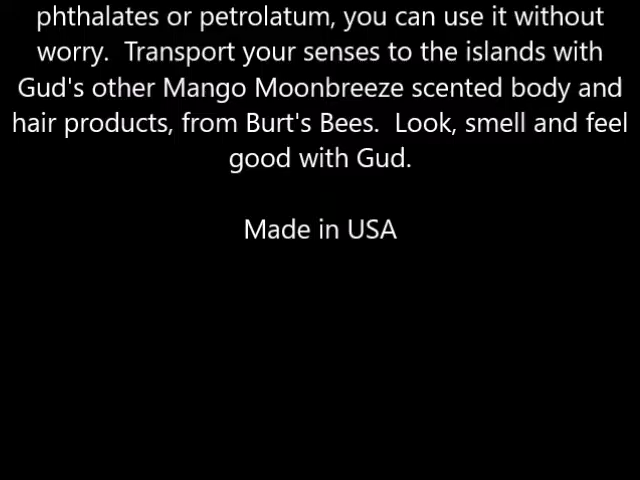 phthalates or petrolatum, you can use it without
worry.  Transport your senses to the islands with
Gud's other Mango Moonbreeze scented body and
hair products, from Burt's Bees.  Look, smell and feel
good with Gud.
Made in USA